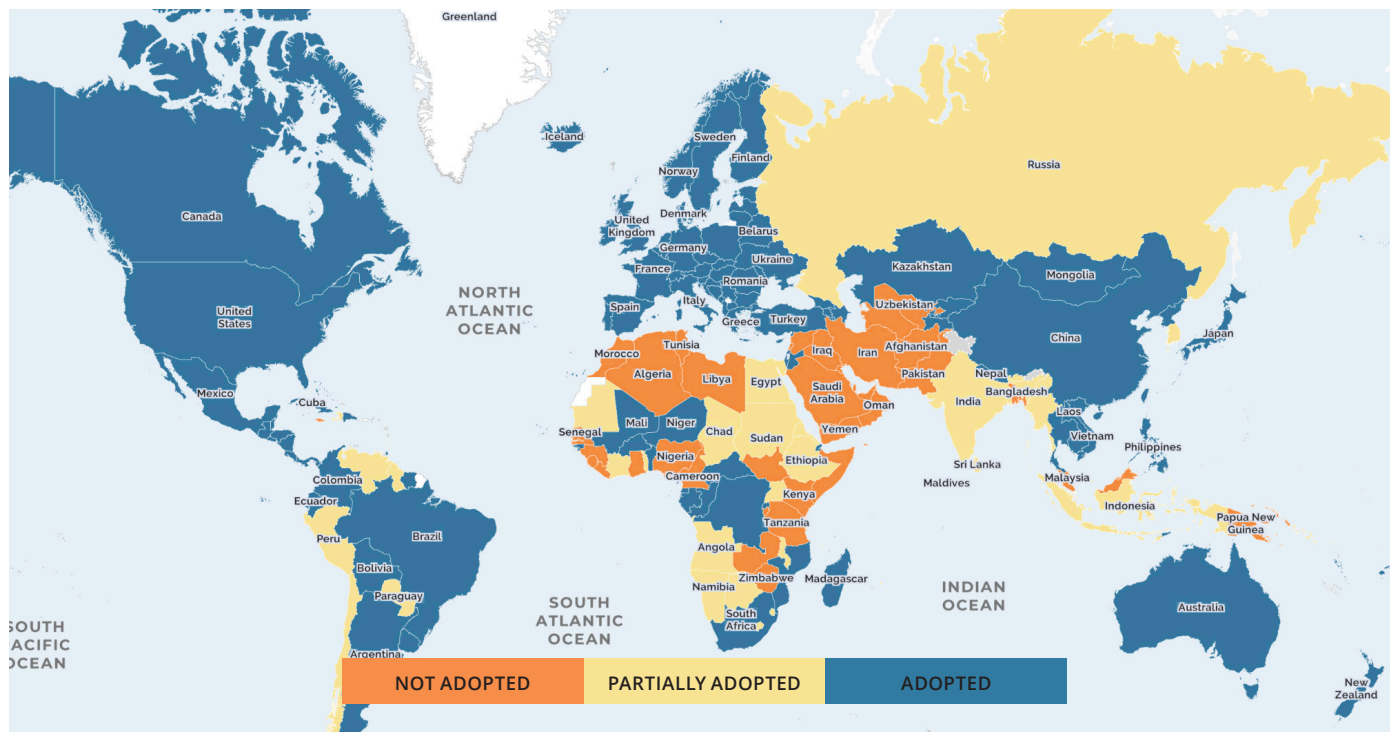 Greenland
Iceland
Sweden
Finland
Norway
Russia
Canada
United
Kingdom
Denmark
Belarus
Germany
Ukraine
France
Romania
Kazakhstan
Mongolia
NORTH
ATLANTIC
OCEAN
United
States
Spain
Italy
Greece
Turkey
Uzbekistan
China
Japan
Morocco
Tunisia
Algeria
Libya
Egypt
Iraq
Iran
Afghanistan
Pakistan
Nepal
Bangladesh
India
Saudi
Arabia
Oman
Yemen
Mexico
Cuba
Laos
Vietnam
Philippines
Senegal
Mali
Niger
Chad
Sudan
Nigeria
Ethiopia
Cameroon
Kenya
Sri Lanka
Maldives
Malaysia
Indonesia
Papua New
Guinea
Colombia
Ecuador
Peru
Brazil
Bolivia
Paraguay
Argentina
Tanzania
Angola
Namibia
Zimbabwe
Madagascar
South
Africa
INDIAN
OCEAN
Australia
SOUTH
ATLANTIC
OCEAN
SOUTH
ACIFIC
OCEAN
New
Zealand
NOT ADOPTED
PARTIALLY ADOPTED
ADOPTED